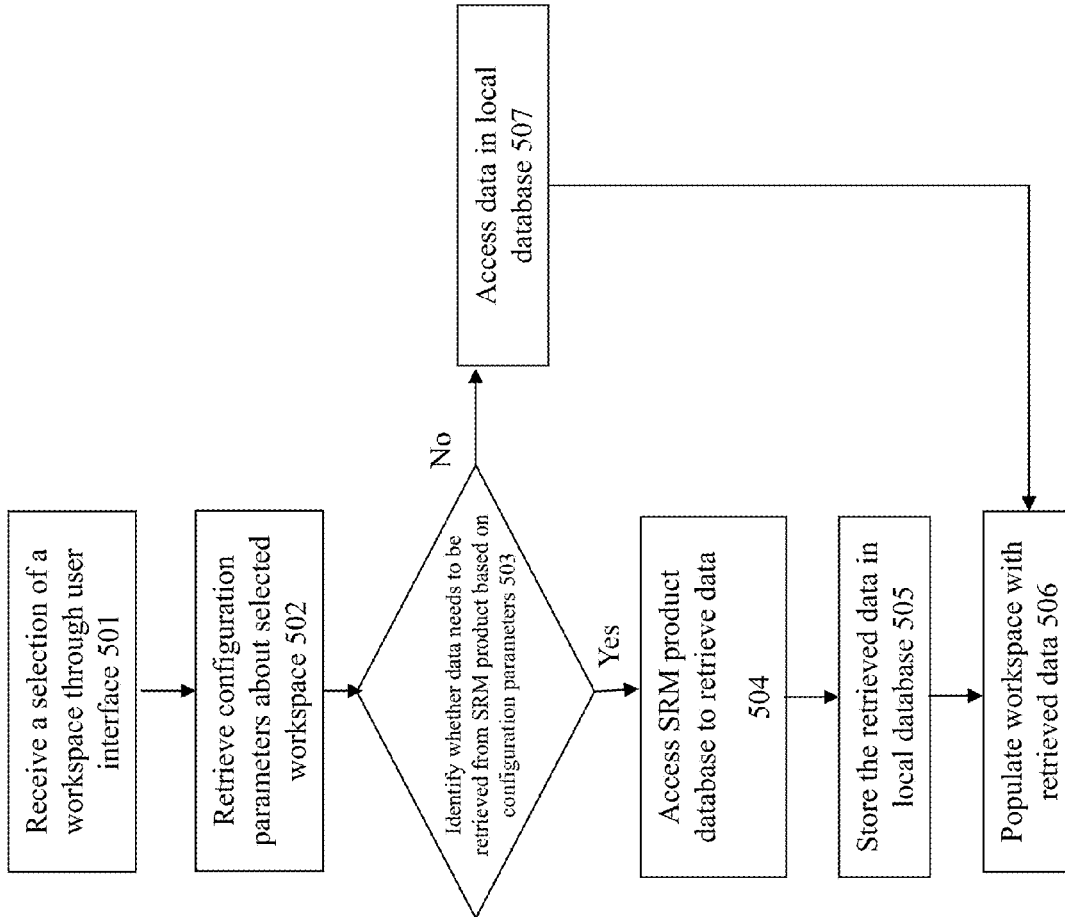 Receive a selection of a
workspace through user
interface 501
Retrieve configuration
parameters about selected
workspace 502
Identify whether data needs to be
retrieved from SRM product based on
configuration parameters 503
No
Access data in local
database 507
Yes
Access SRM product
database to retrieve data
504
Store the retrieved data in
local database 505
Populate workspace with
retrieved data 506